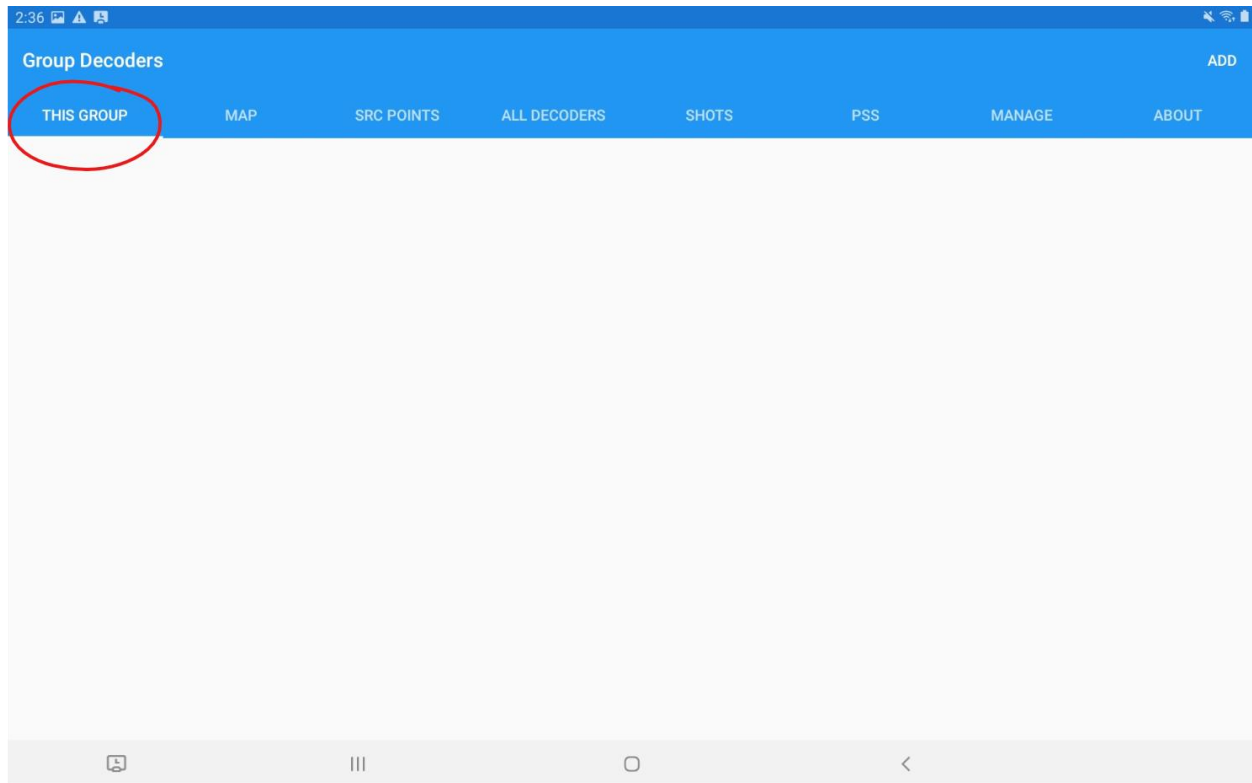 2:36
Group Decoders ADD
THIS GROUP MAP SRC POINTS ALL DECODERS SHOTS PSS MANAGE ABOUT